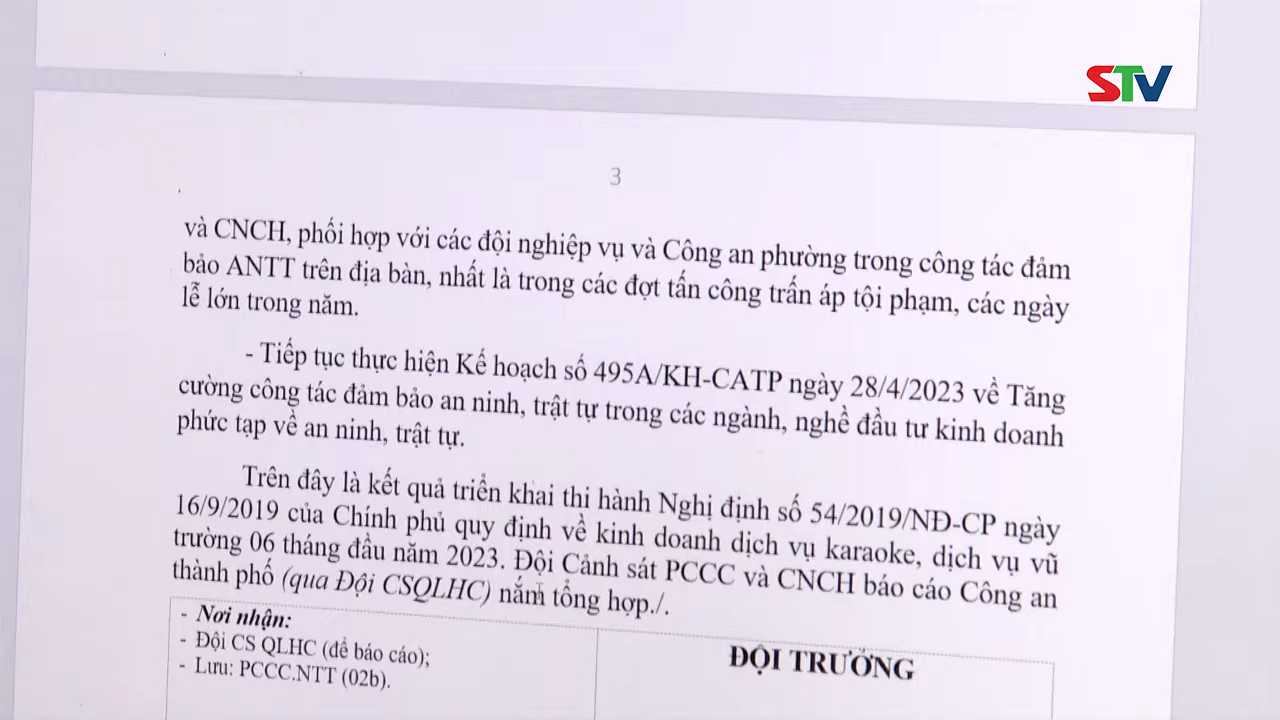 STV
3
và CNCH, phối hợp với các đội nghiệp vụ và Công an phường trong công tác đảm
bảo ANTT trên địa bàn, nhất là trong các đợt tấn công trấn áp tội phạm, các ngày
lễ lớn trong năm.
- Tiếp tục thực hiện Kế hoạch số 495A/KH-CATP ngày 28/4/2023 về Tăng
cường công tác đảm bảo an ninh, trật tự trong các ngành, nghề đầu tư kinh doanh
phức tạp về an ninh, trật tự.
Trên đây là kết quả triển khai thi hành Nghị định số 54/2019/NĐ-CP ngày
16/9/2019 của Chính phủ quy định về kinh doanh dịch vụ karaoke, dịch vụ vũ
trường 06 tháng đầu năm 2023. Đội Cảnh sát PCCC và CNCH báo cáo Công an
thành phố (qua Đội CSQLHC) nắm tổng hợp./.
- Nơi nhận:
- Đội CS QLHC (để báo cáo);
- Lưu: PCCC.NTT (02b).
ĐỘI TRƯỞNG